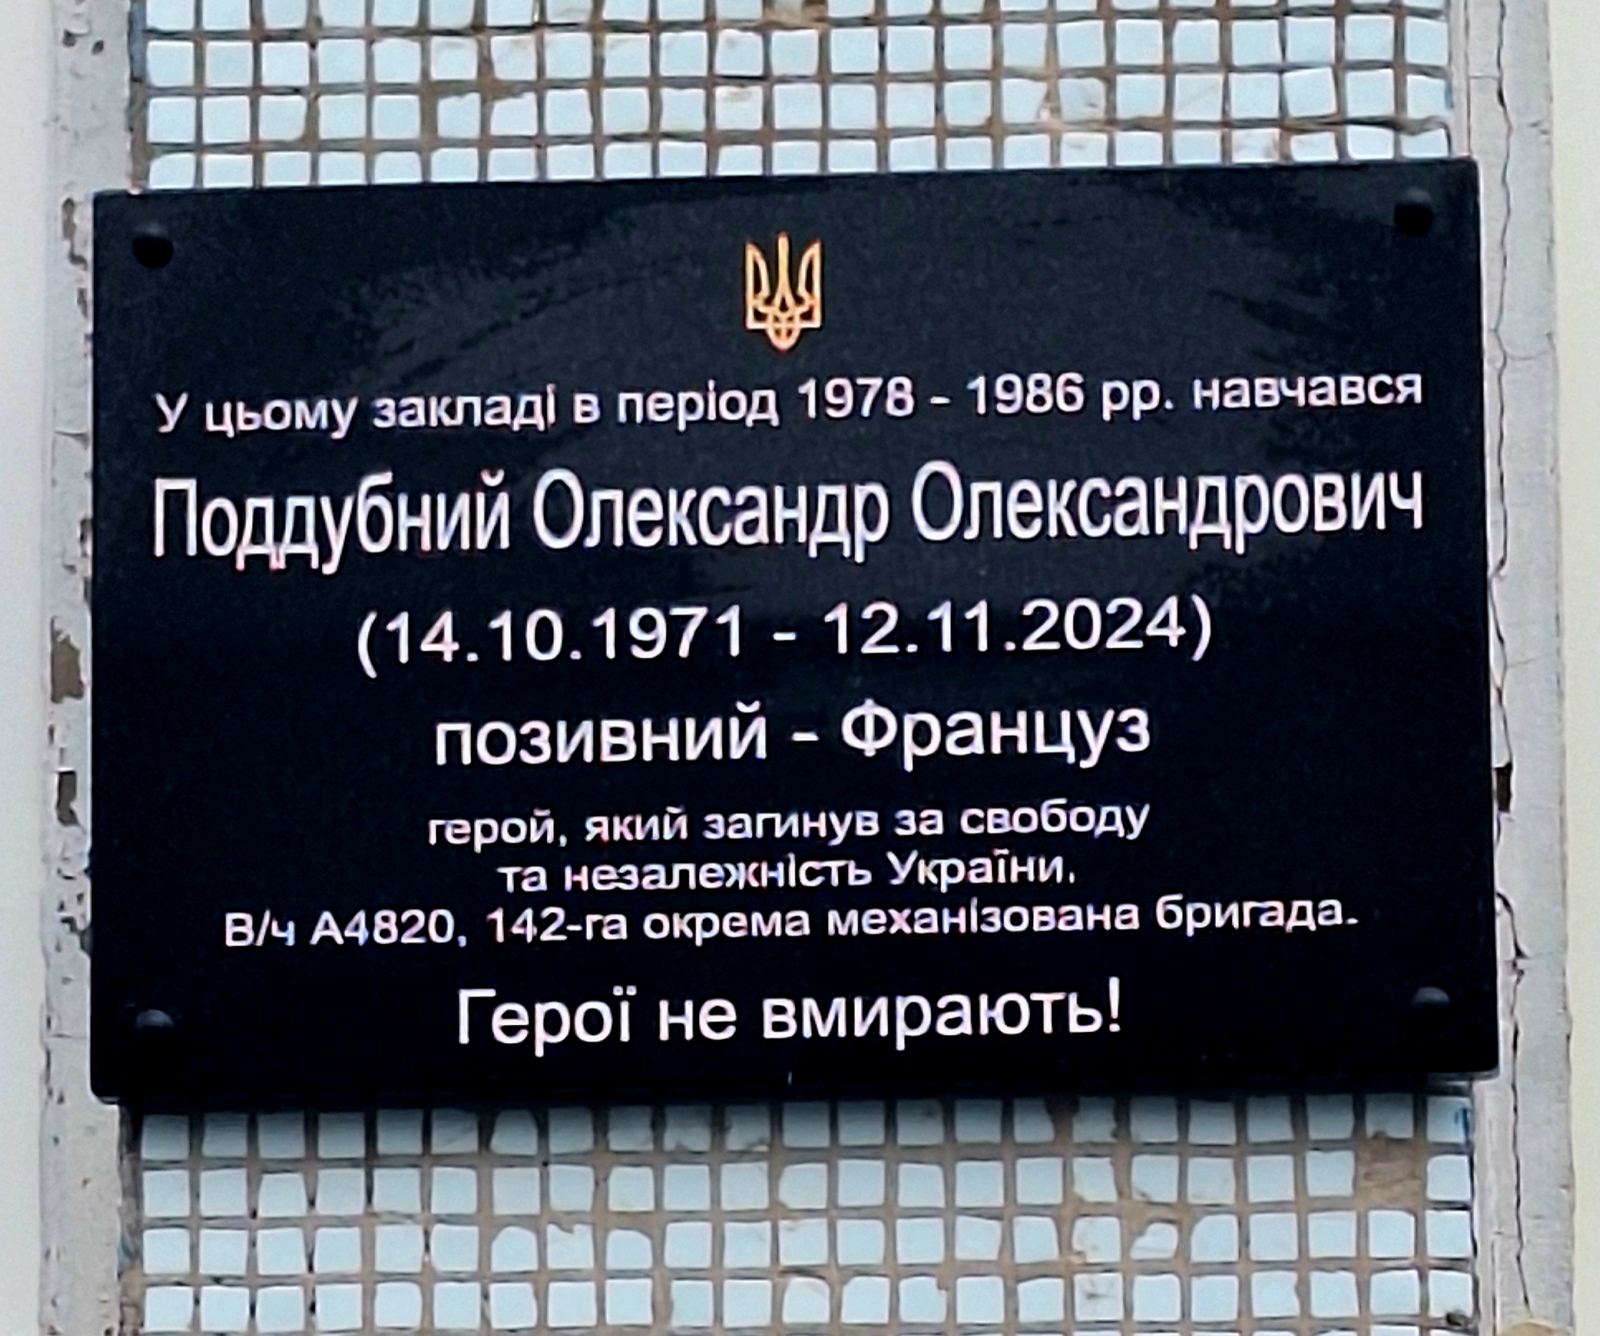 У цьому закладі в період 1978 - 1986 рр. навчався
Поддубний Олександр Олександрович
(14.10.1971 - 12.11.2024)
позивний - Француз
герой, який загинув за свободу
та незалежність України.
В/ч А4820, 142-га окрема механізована бригада.
Герої не вмирають!